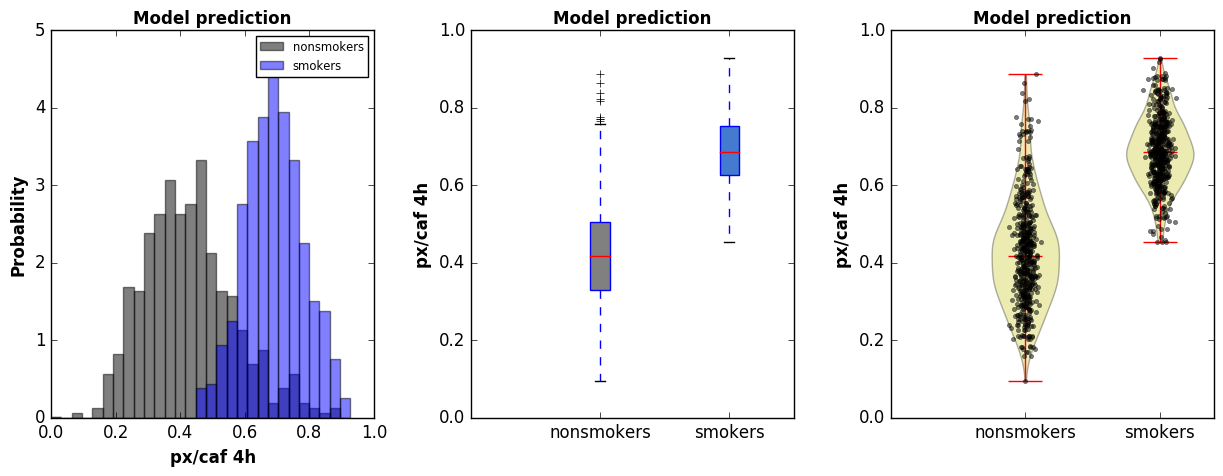 Model prediction
5
4
3
2
1
0
Probability
nonsmokers
smokers
0.0 0.2 0.4 0.6 0.8 1.0
px/caf 4h
Model prediction
1.0
0.8
0.6
0.4
0.2
0.0
px/caf 4h
nonsmokers smokers
Model prediction
1.0
0.8
0.6
0.4
0.2
0.0
px/caf 4h
nonsmokers smokers